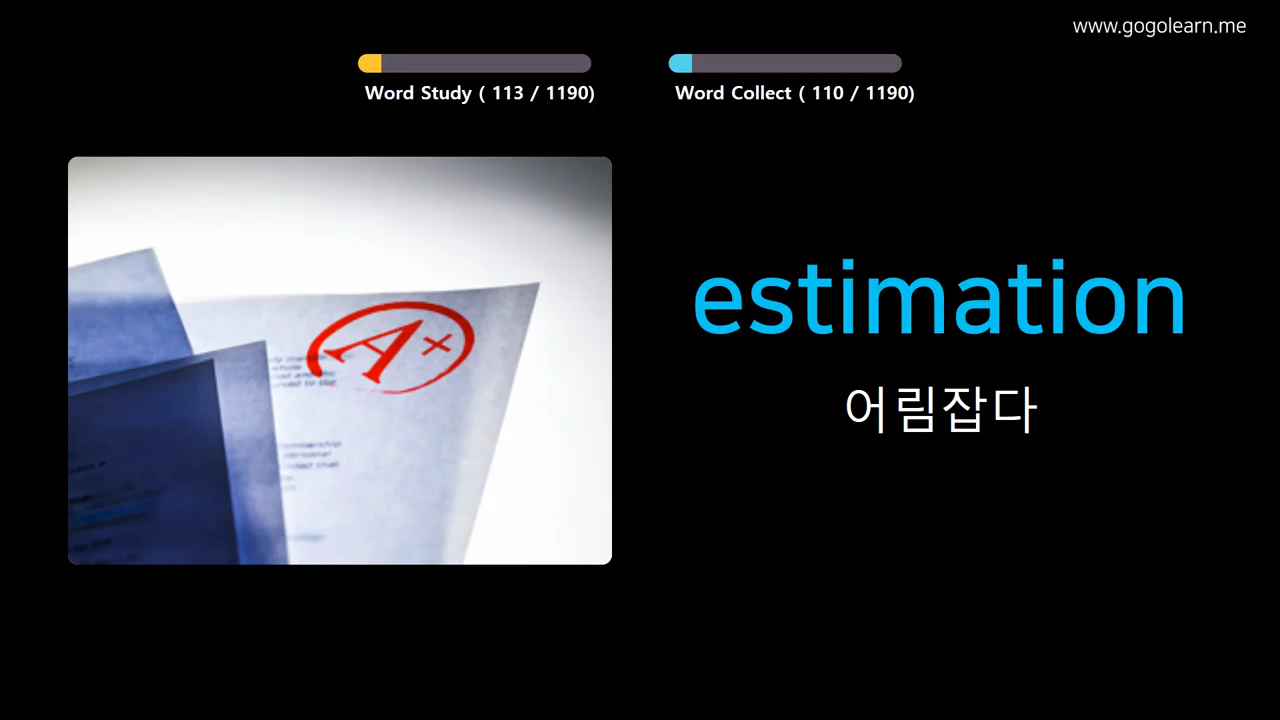 www.gogolearn.me
Word Study ( 113 / 1190)
Word Collect ( 110 / 1190)
A+
estimation
어림잡다